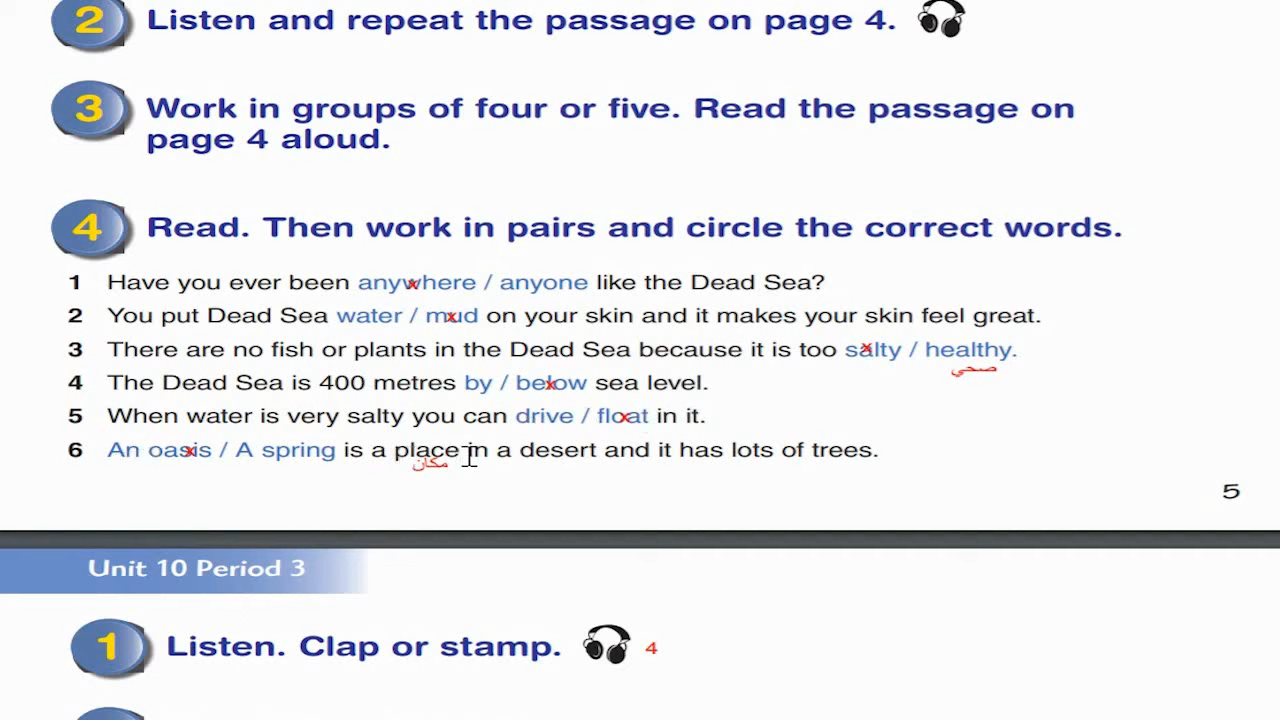 2 Listen and repeat the passage on page 4.
3 Work in groups of four or five. Read the passage on
page 4 aloud.
4 Read. Then work in pairs and circle the correct words.
1 Have you ever been anywhere / anyone like the Dead Sea?
x
2 You put Dead Sea water / mud on your skin and it makes your skin feel great.
x
3 There are no fish or plants in the Dead Sea because it is too salty / healthy.
x
صحي
4 The Dead Sea is 400 metres by / below sea level.
x
5 When water is very salty you can drive / float in it.
x
6 An oasis / A spring is a place in a desert and it has lots of trees.
x
مكان
5
Unit 10 Period 3
1 Listen. Clap or stamp. 4